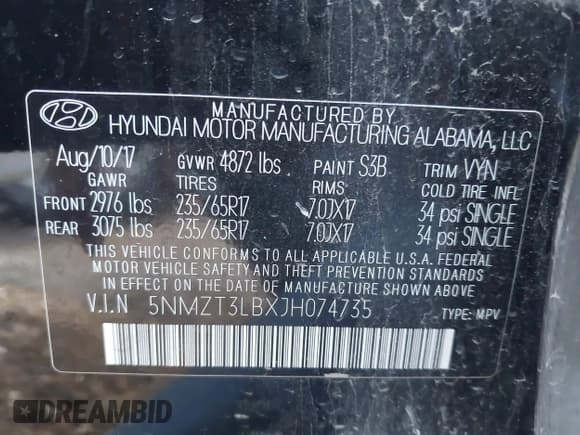 MANUFACTURED BY
HYUNDAI MOTOR MANUFACTURING ALABAMA, LLC
Aug/10/17 GVWR 4872 lbs PAINT S3B TRIM VYN
GAWR TIRES RIMS COLD TIRE INFL
FRONT 2976 lbs 235/65R17 7.0JX17 34 psi SINGLE
REAR 3075 lbs 235/65R17 7.0JX17 34 psi SINGLE
THIS VEHICLE CONFORMS TO ALL APPLICABLE U.S.A. FEDERAL
MOTOR VEHICLE SAFETY AND THEFT PREVENTION STANDARDS
IN EFFECT ON THE DATE OF MANUFACTURE SHOWN ABOVE.
V.I.N 5NMZT3LBXJH074735 TYPE: MPV
DREAMBID